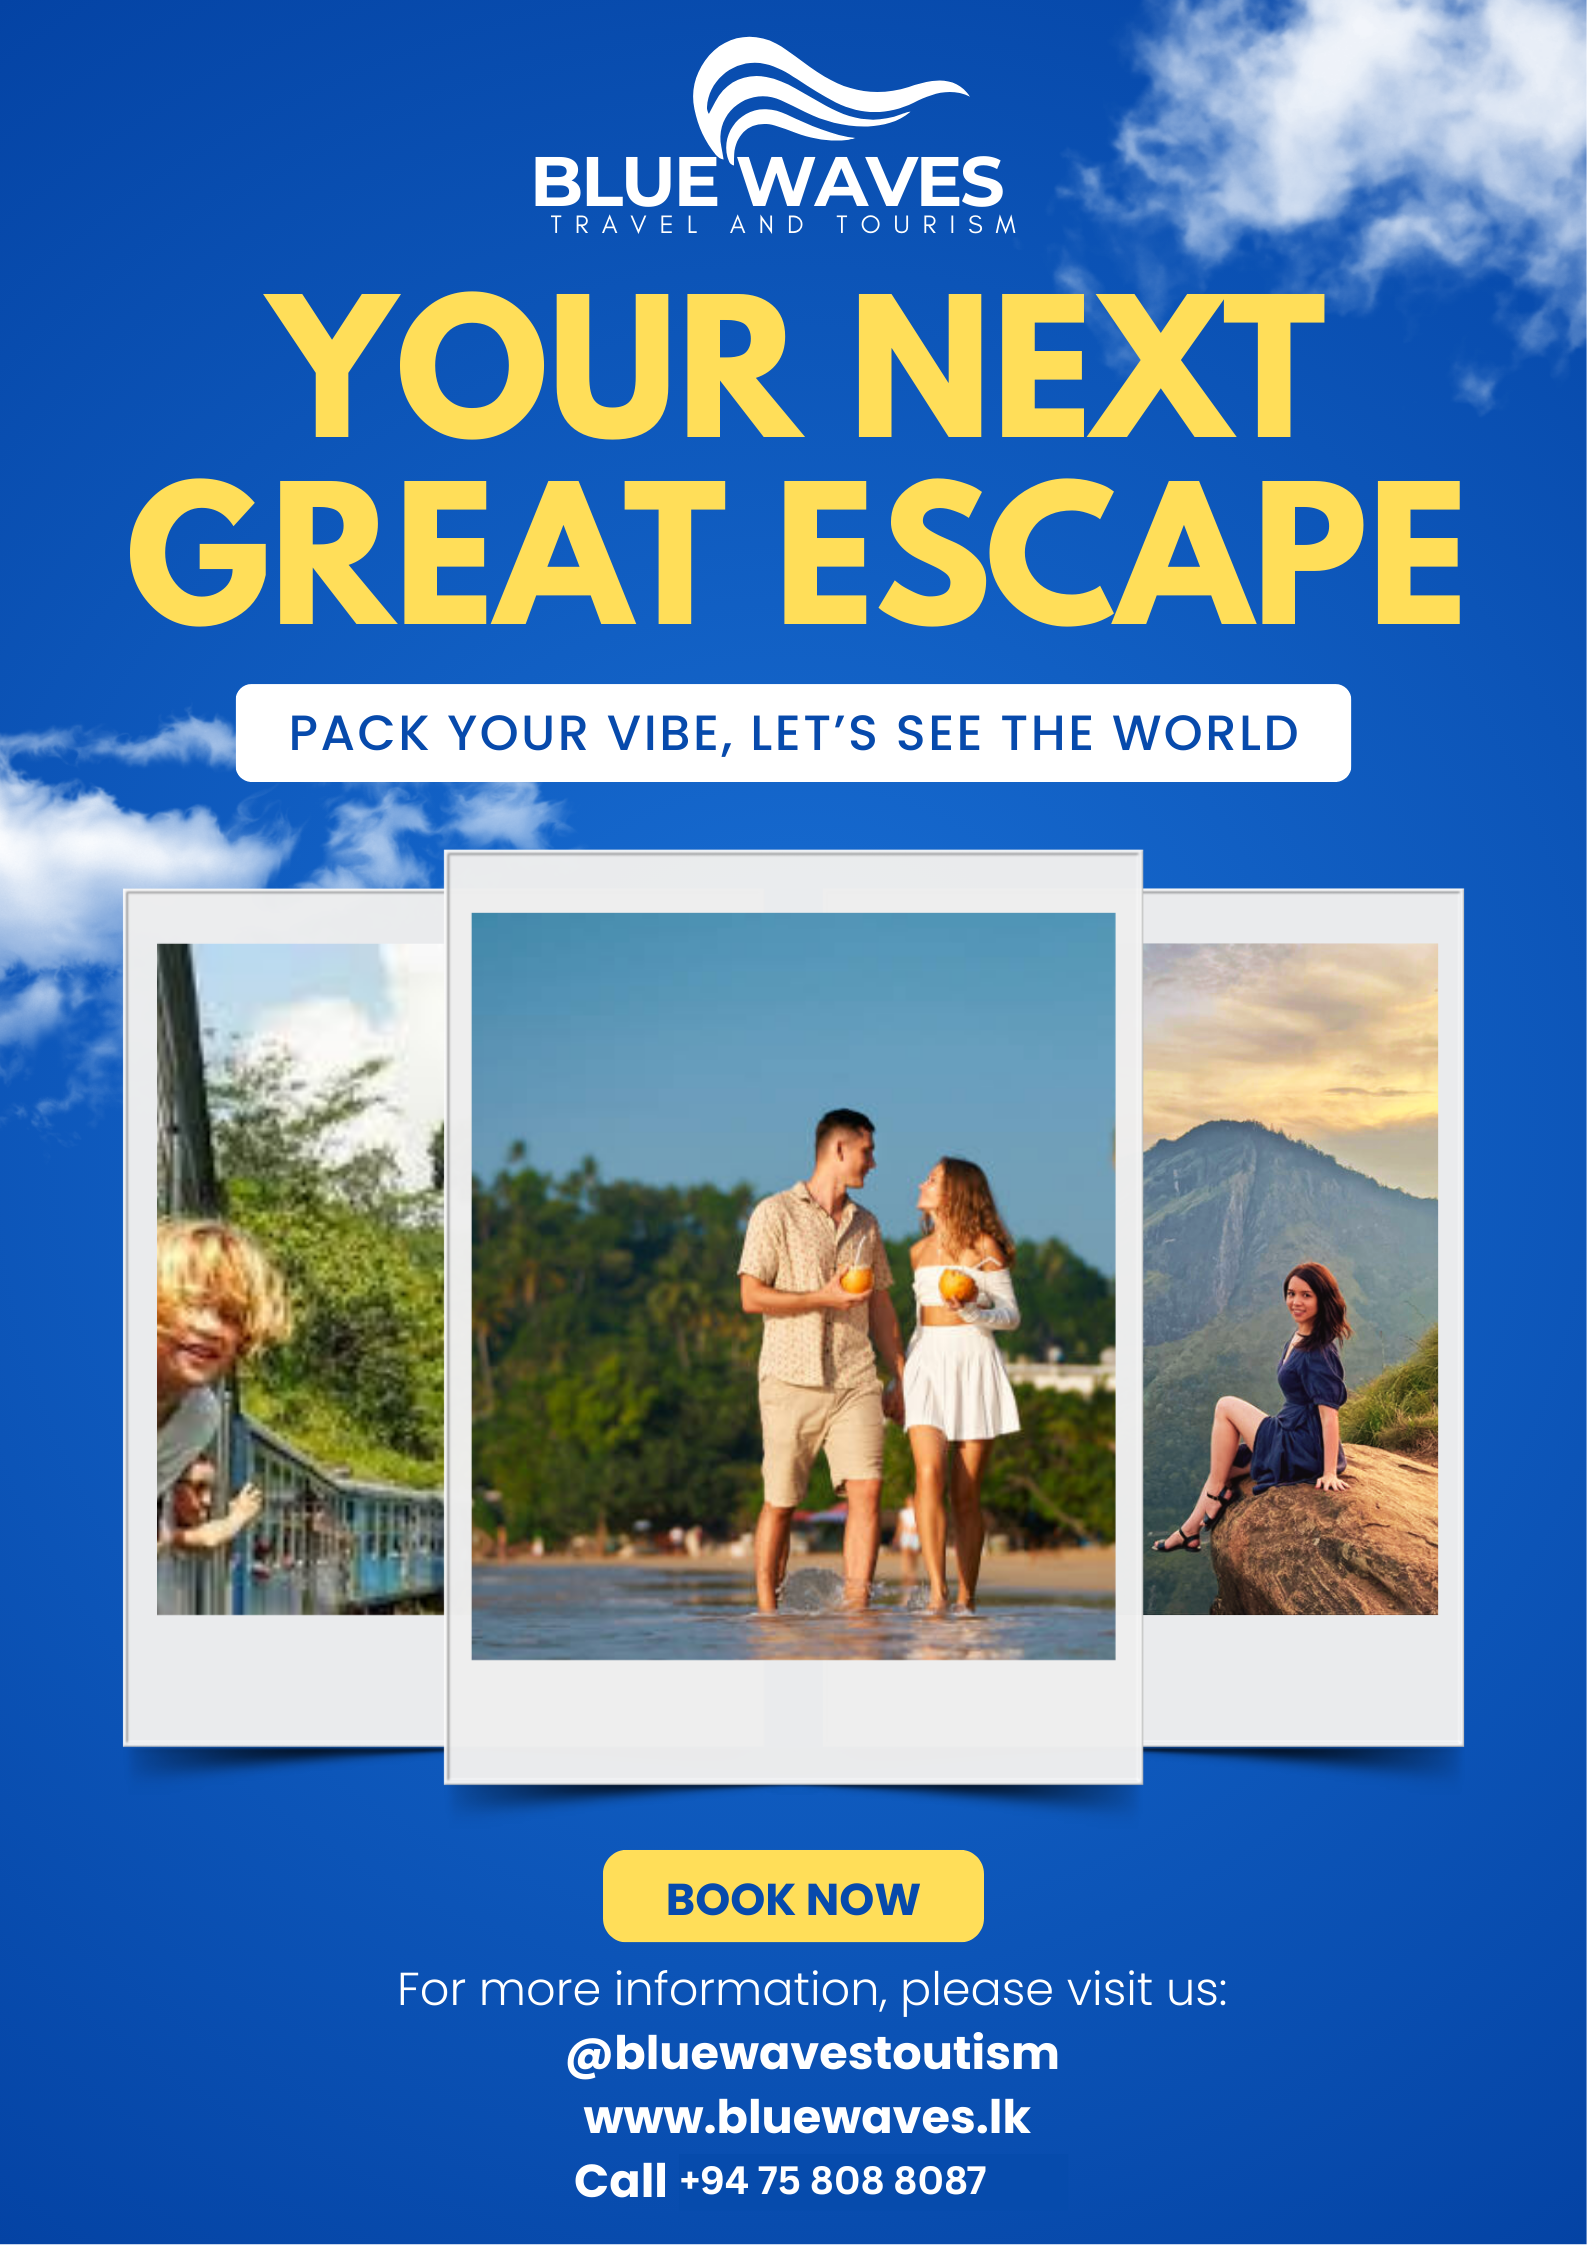 BLUE WAVES
TRAVEL AND TOURISM
YOUR NEXT
GREAT ESCAPE
PACK YOUR VIBE, LET’S SEE THE WORLD
BOOK NOW
For more information, please visit us:
@bluewavestoutism
www.bluewaves.lk
Call +94 75 808 8087